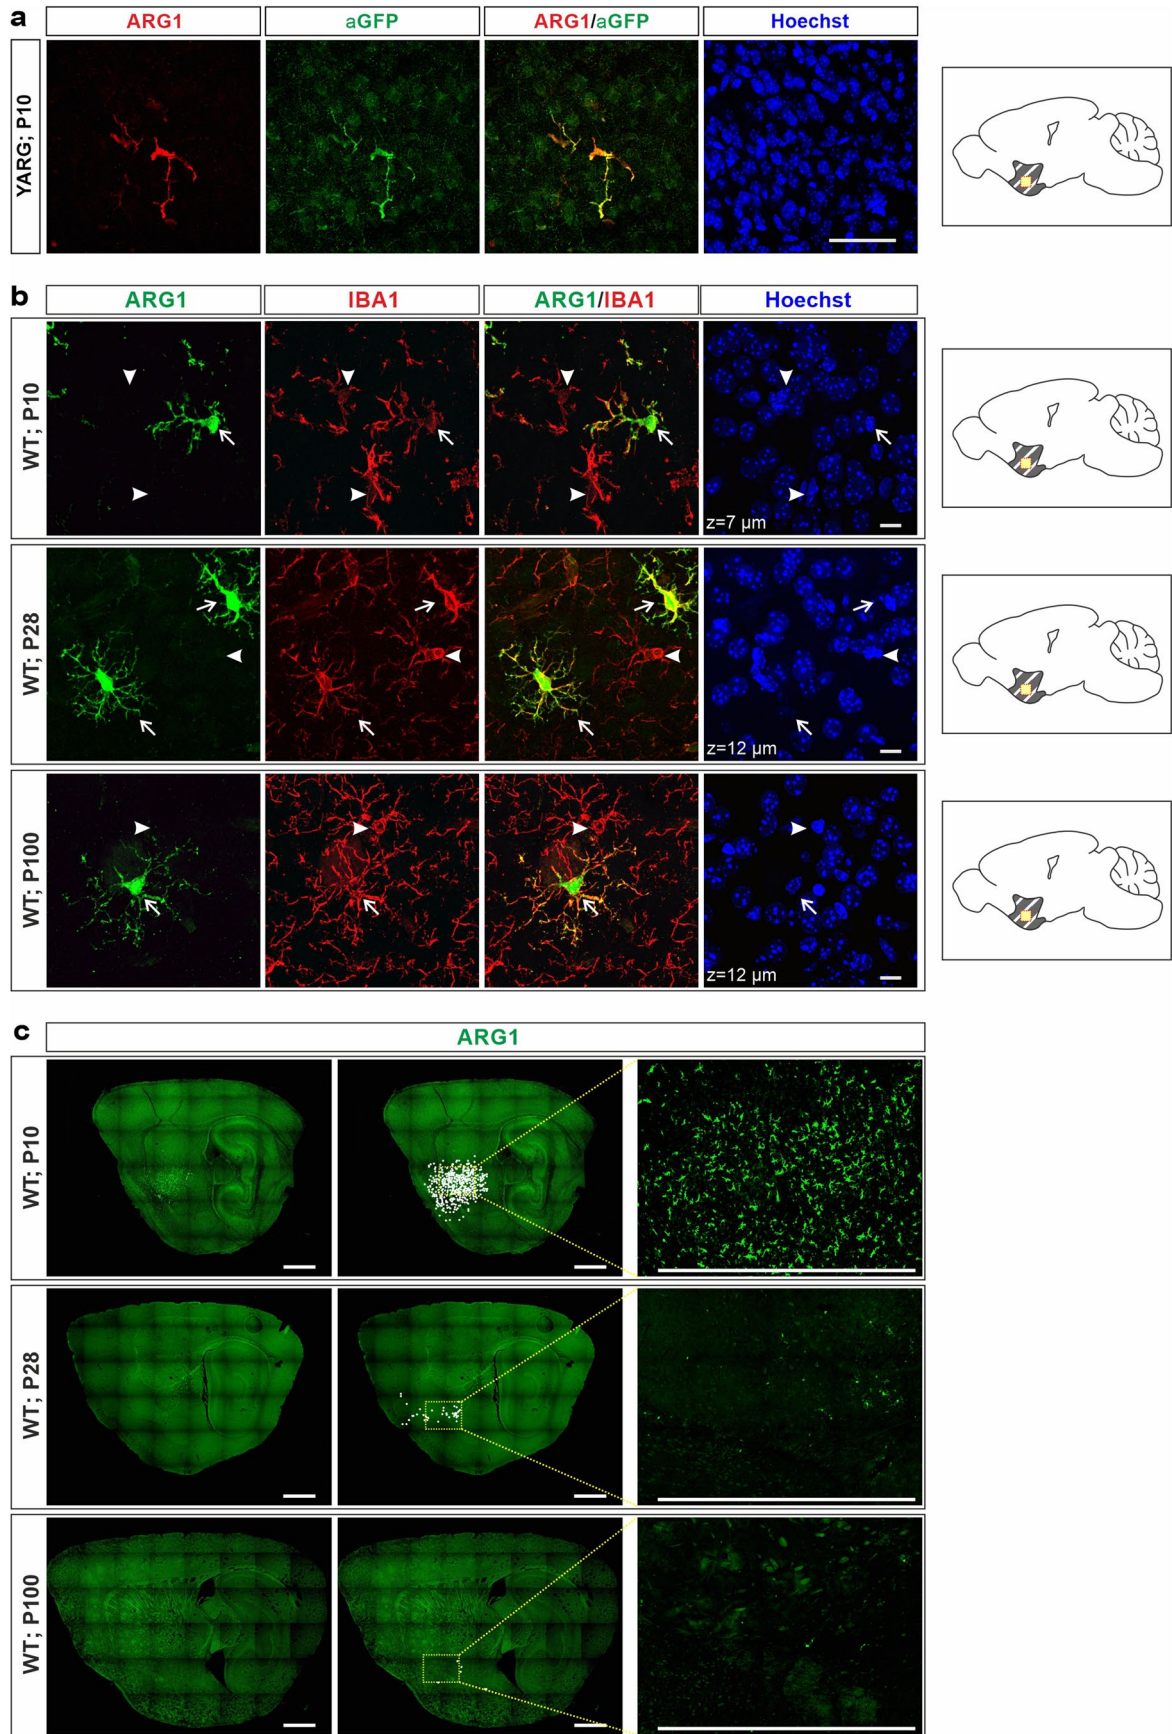 a
ARG1
aGFP
ARG1/aGFP
Hoechst
YARG; P10
b
ARG1
IBA1
ARG1/IBA1
Hoechst
WT; P10
z=7 µm
WT; P28
z=12 µm
WT; P100
z=12 µm
c
ARG1
WT; P10
WT; P28
WT; P100